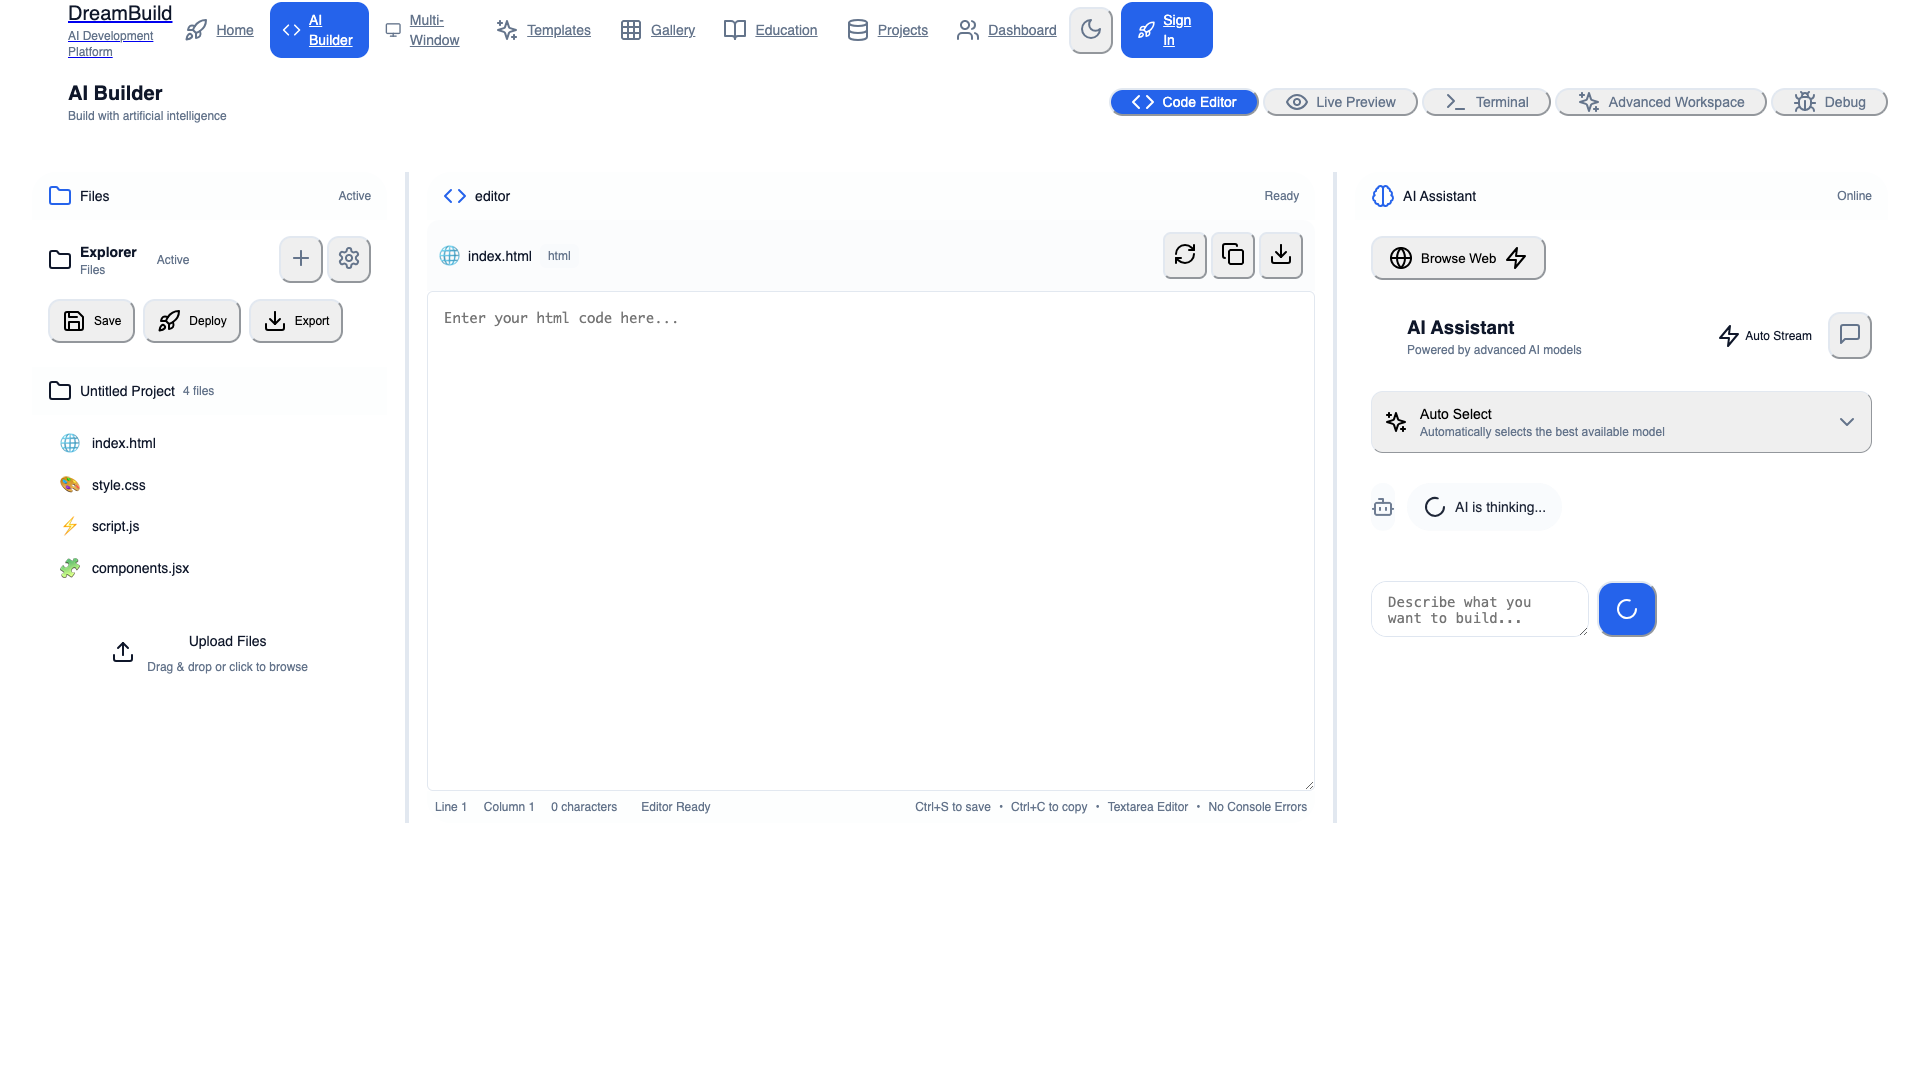 DreamBuild
AI Development
Platform
Home
AI
Builder
Multi-
Window
Templates
Gallery
Education
Projects
Dashboard
Sign
In
AI Builder
Build with artificial intelligence
Code Editor
Live Preview
Terminal
Advanced Workspace
Debug
Files
Active
Explorer
Files
Active
Save
Deploy
Export
Untitled Project 4 files
index.html
style.css
script.js
components.jsx
Upload Files
Drag & drop or click to browse
editor
Ready
index.html html
Enter your html code here...
Line 1 Column 1 0 characters Editor Ready
Ctrl+S to save • Ctrl+C to copy • Textarea Editor • No Console Errors
AI Assistant
Online
Browse Web
AI Assistant
Powered by advanced AI models
Auto Stream
Auto Select
Automatically selects the best available model
AI is thinking...
Describe what you
want to build...